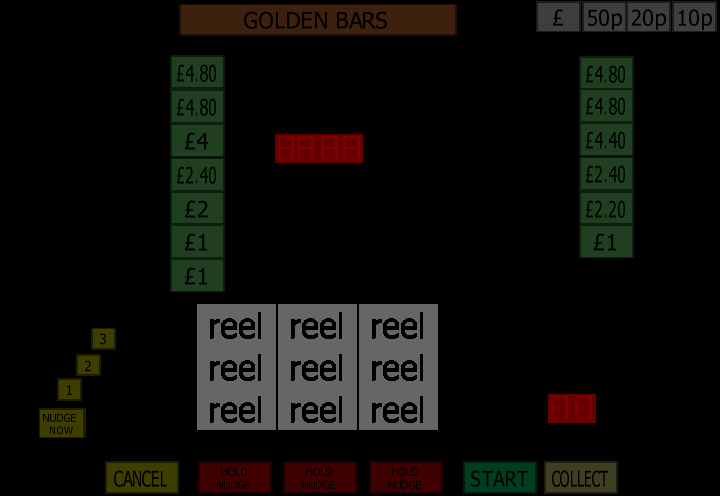 GOLDEN BARS
£ 50p 20p 10p
£4.80 £4.80
£4.80 £4.80
£4 £4.40
£2.40 £2.40
£2 £2.20
£1 £1
£1
reel reel reel
reel reel reel
reel reel reel
3
2
1
NUDGE
NOW
CANCEL
HOLD
NUDGE
HOLD
NUDGE
HOLD
NUDGE
START
COLLECT